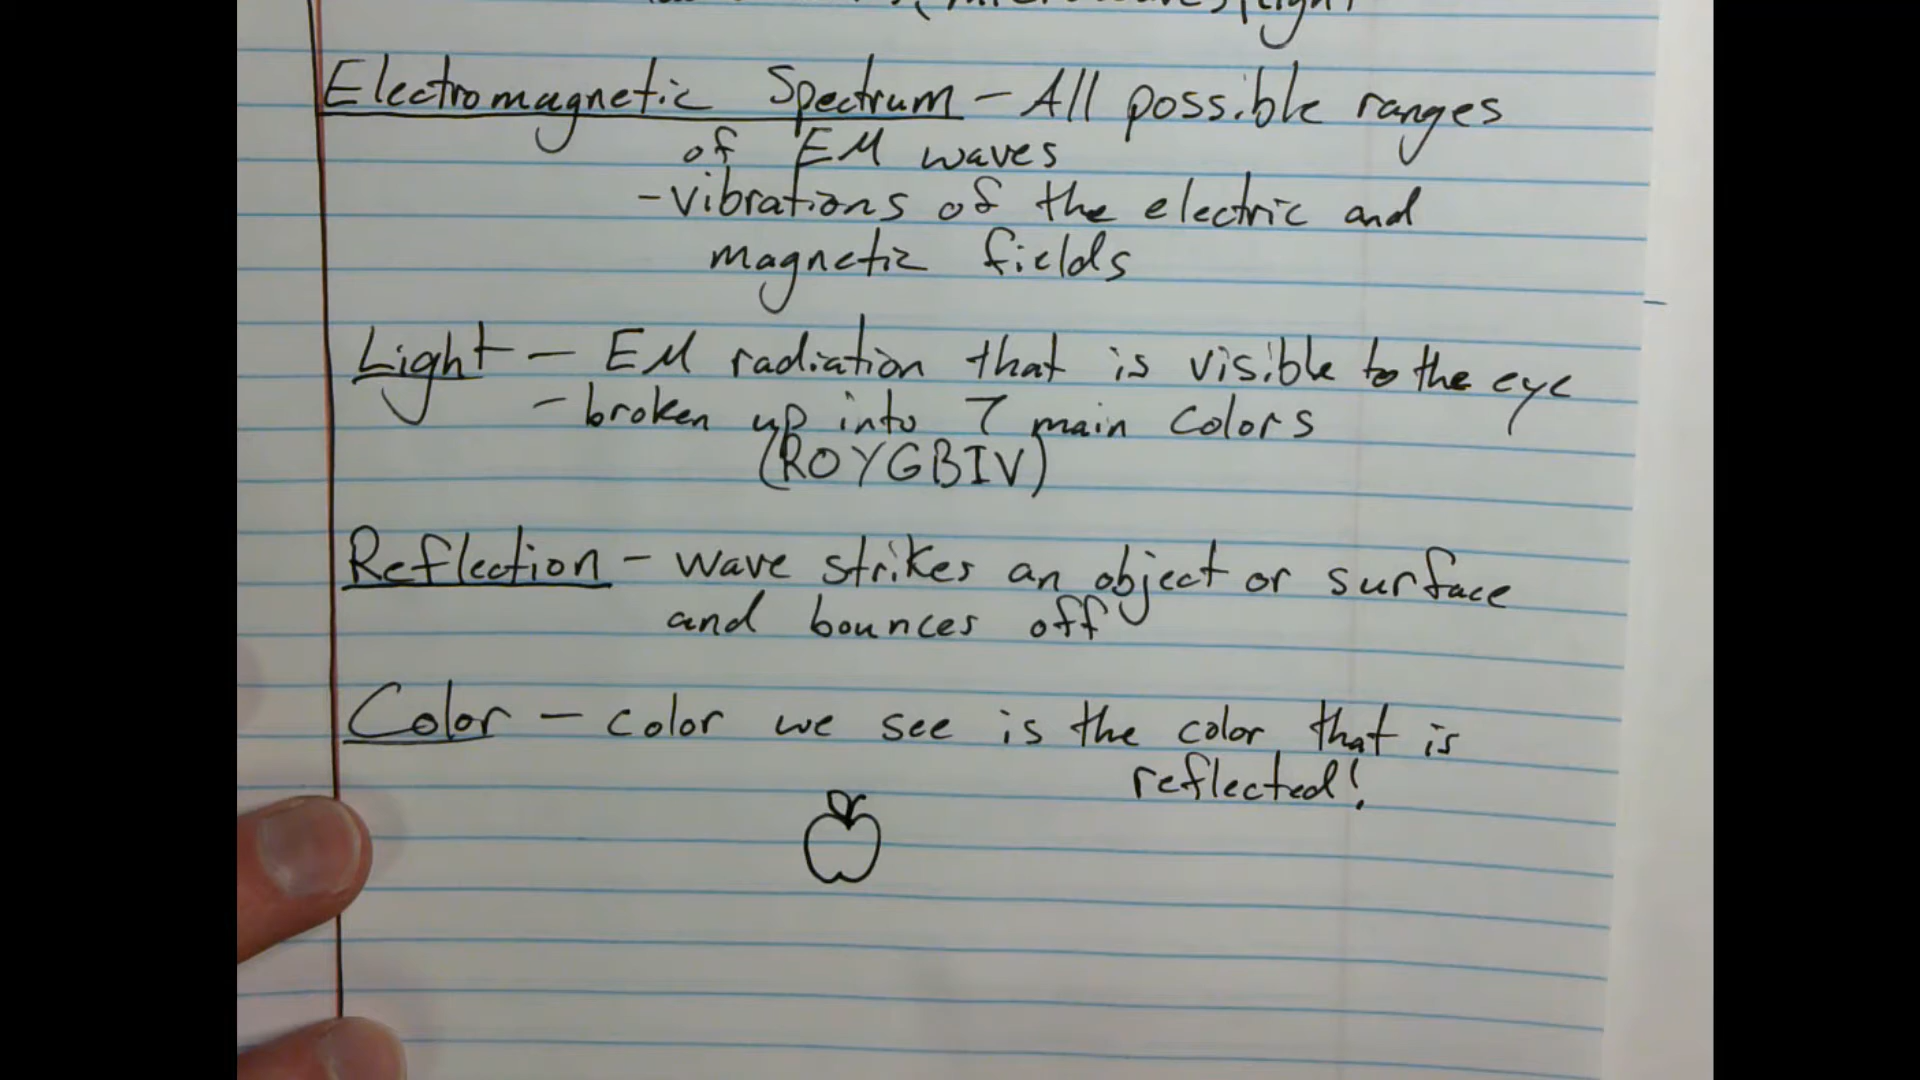 microwaves, light
Electromagnetic Spectrum - All possible ranges
of EM waves
- vibrations of the electric and
magnetic fields
Light - EM radiation that is visible to the eye
- broken up into 7 main colors
(ROYGBIV)
Reflection - wave strikes an object or surface
and bounces off
Color - color we see is the color that is
reflected!